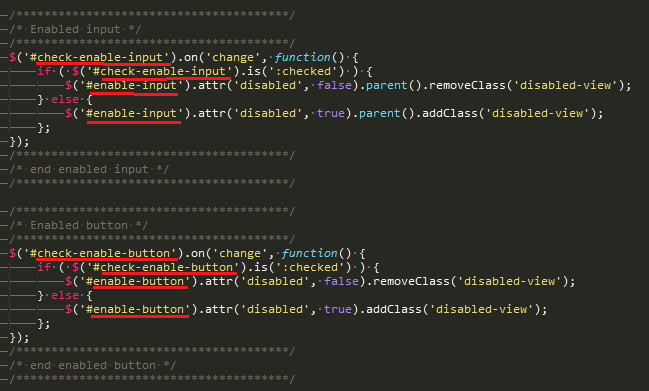 /***************************************/
/* Enabled input */
/***************************************/
$('#check-enable-input').on('change', function() {
if ( $('#check-enable-input').is(':checked') ) {
$('#enable-input').attr('disabled', false).parent().removeClass('disabled-view');
} else {
$('#enable-input').attr('disabled', true).parent().addClass('disabled-view');
};
});
/***************************************/
/* end enabled input */
/***************************************/
/***************************************/
/* Enabled button */
/***************************************/
$('#check-enable-button').on('change', function() {
if ( $('#check-enable-button').is(':checked') ) {
$('#enable-button').attr('disabled', false).removeClass('disabled-view');
} else {
$('#enable-button').attr('disabled', true).addClass('disabled-view');
};
});
/***************************************/
/* end enabled button */
/***************************************/